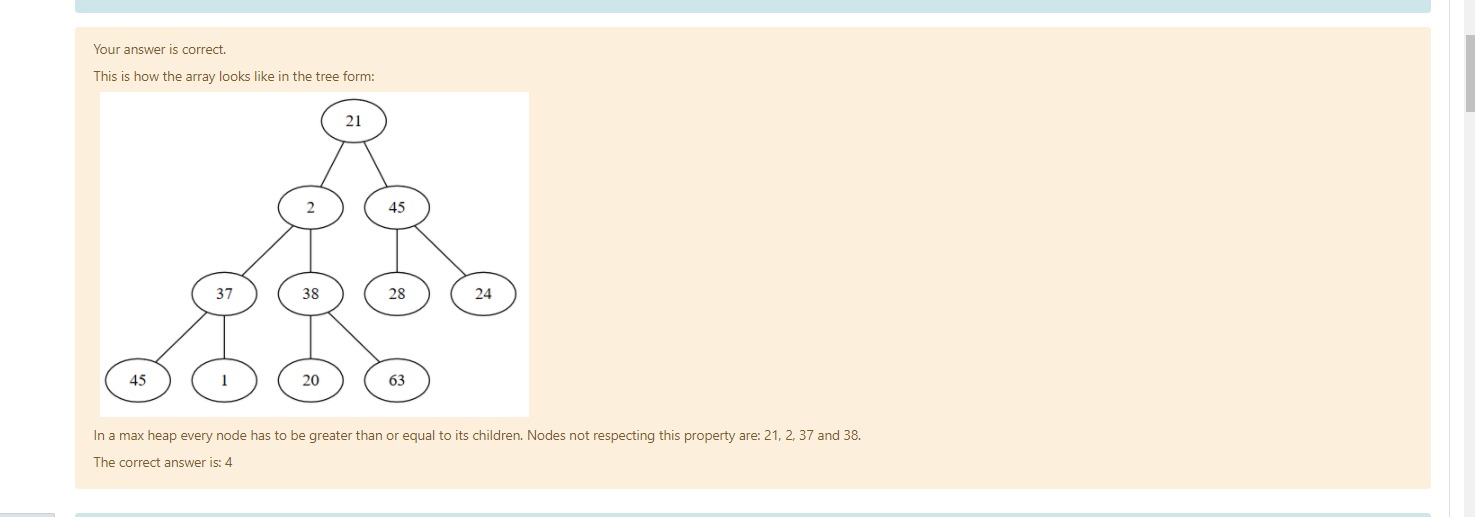 Your answer is correct.
This is how the array looks like in the tree form:
21
2 45
37 38 28 24
45 1 20 63
In a max heap every node has to be greater than or equal to its children. Nodes not respecting this property are: 21, 2, 37 and 38.
The correct answer is: 4